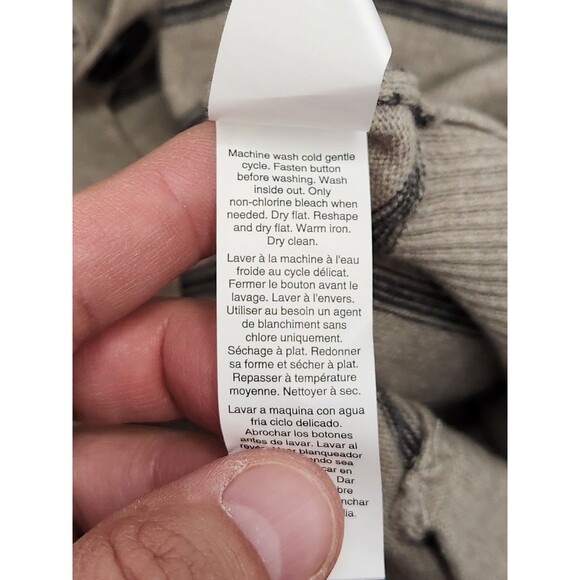 Machine wash cold gentle
cycle. Fasten button
before washing. Wash
inside out. Only
non-chlorine bleach when
needed. Dry flat. Reshape
and dry flat. Warm iron.
Dry clean.
Laver à la machine à l'eau
froide au cycle délicat.
Fermer le bouton avant le
lavage. Laver à l'envers.
Utiliser au besoin un agent
de blanchiment sans
chlore uniquement.
Séchage à plat. Redonner
sa forme et sécher à plat.
Repasser à température
moyenne. Nettoyer à sec.
Lavar a maquina con agua
fria ciclo delicado.
Abrochar los botones
antes de lavar. Lavar al
blanqueador
sea
en
Dar